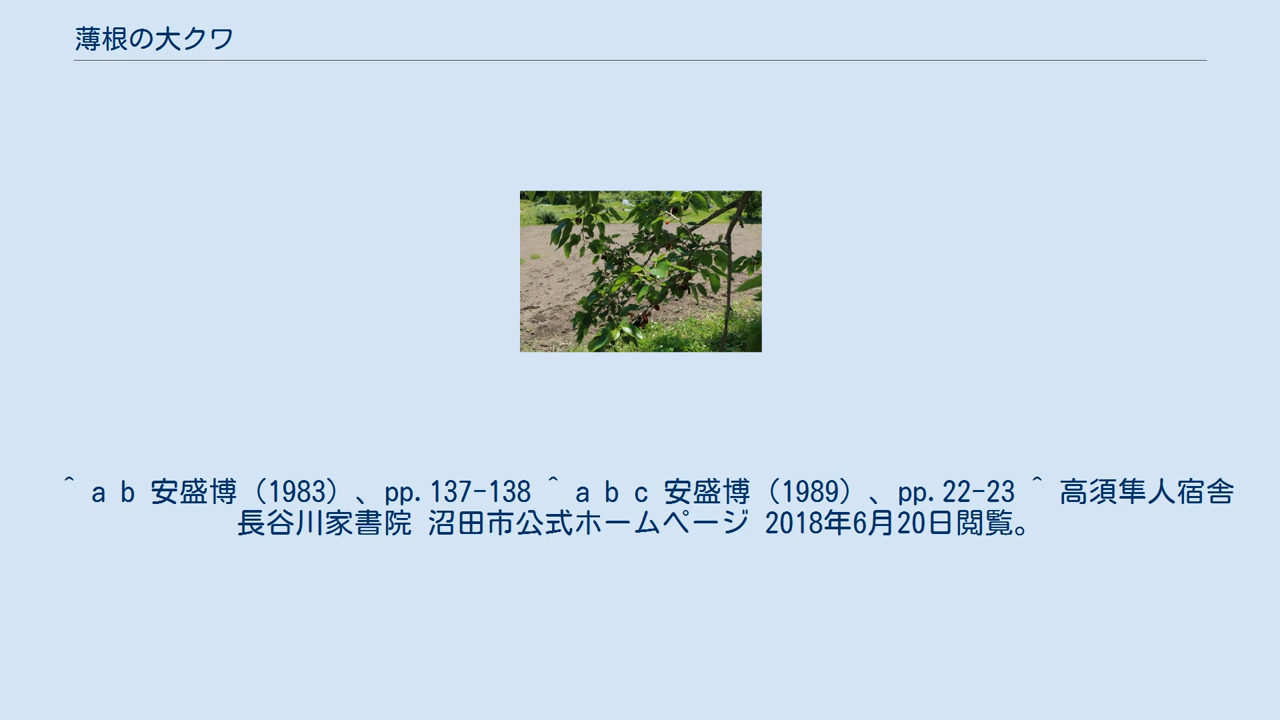 薄根の大クワ
^ a b 安盛博（1983）、pp.137-138 ^ a b c 安盛博（1989）、pp.22-23 ^ 高須隼人宿舎
長谷川家書院 沼田市公式ホームページ 2018年6月20日閲覧。